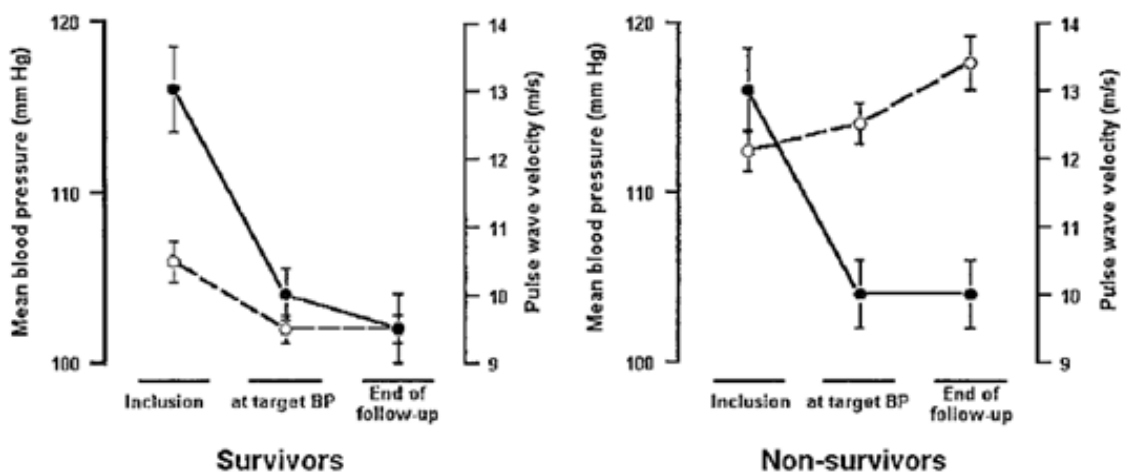 120
110
100
Mean blood pressure (mm Hg)
14
13
12
11
10
9
Pulse wave velocity (m/s)
Inclusion
at target BP
End of
follow-up
Survivors
120
110
100
Mean blood pressure (mm Hg)
14
13
12
11
10
9
Pulse wave velocity (m/s)
Inclusion
at target BP
End of
follow-up
Non-survivors